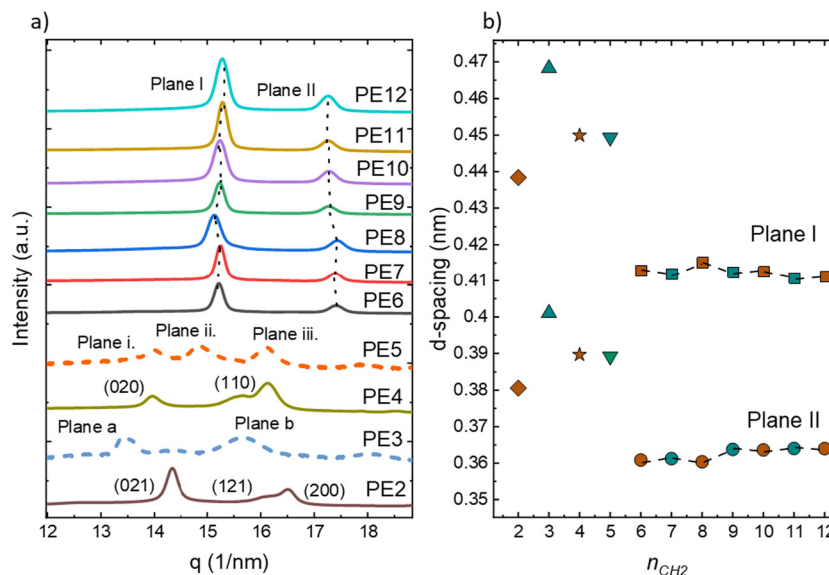 a)
Plane I
Plane II
PE12
PE11
PE10
PE9
PE8
PE7
PE6
Plane i.
Plane ii.
Plane iii.
PE5
(020)
(110)
PE4
Plane a
Plane b
PE3
(021)
(121)
(200)
PE2
Intensity (a.u.)
12 13 14 15 16 17 18
q (1/nm)
b)
0.47
0.46
0.45
0.44
0.43
0.42
0.41
0.4
0.39
0.38
0.37
0.36
0.35
d-spacing (nm)
Plane I
Plane II
2 3 4 5 6 7 8 9 10 11 12
nCH2